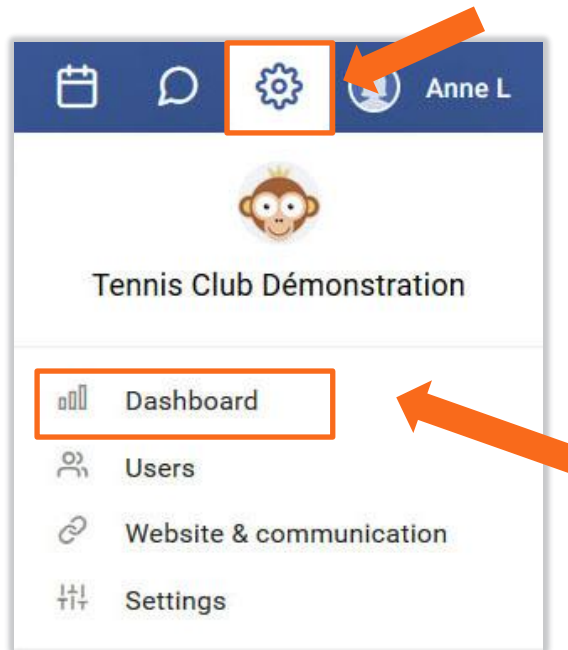 Anne L
Tennis Club Démonstration
Dashboard
Users
Website & communication
Settings